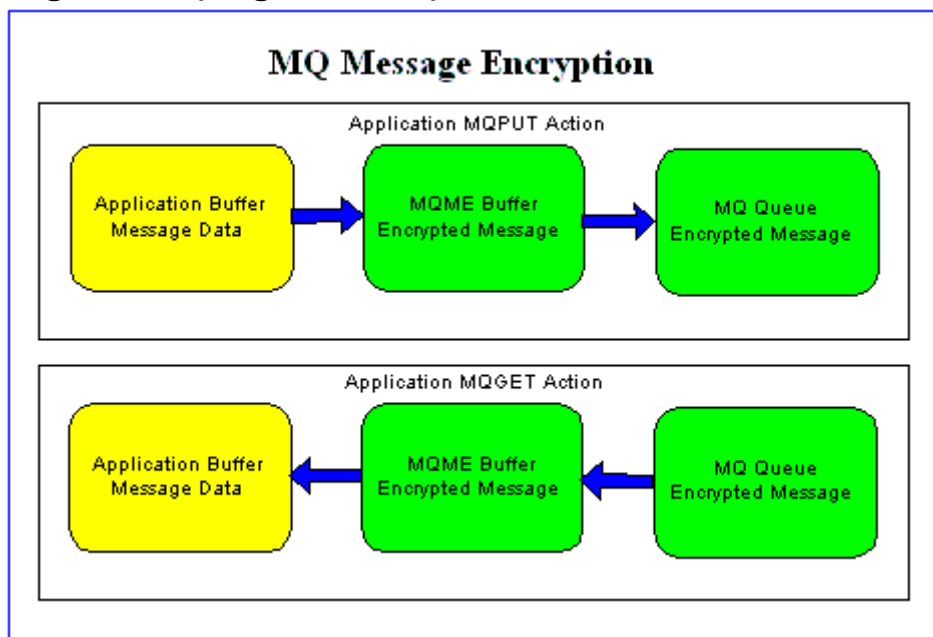 MQ Message Encryption
Application MQPUT Action
Application Buffer
Message Data
MQME Buffer
Encrypted Message
MQ Queue
Encrypted Message
Application MQGET Action
Application Buffer
Message Data
MQME Buffer
Encrypted Message
MQ Queue
Encrypted Message